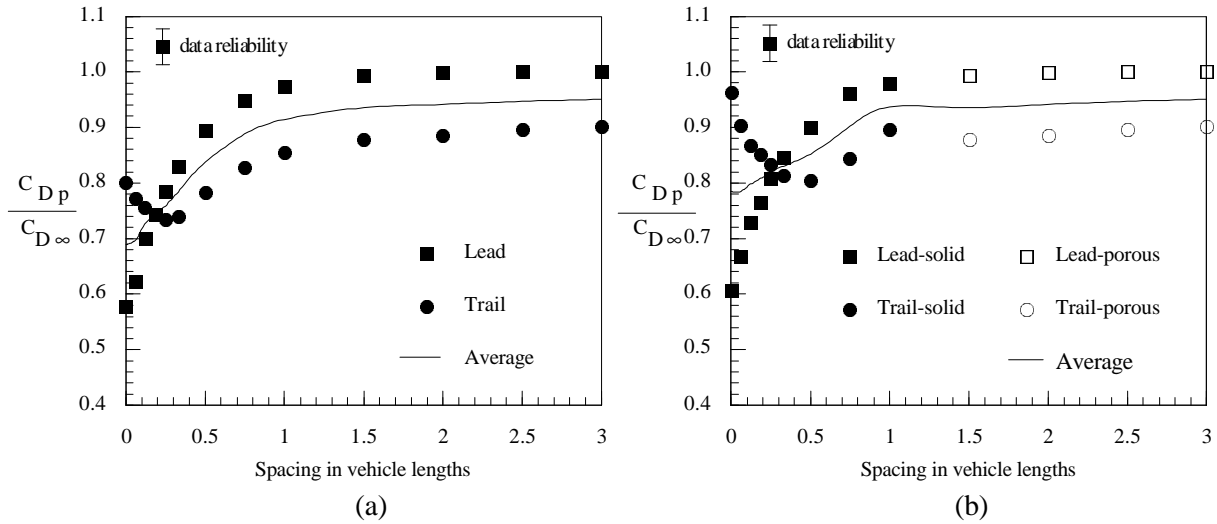 1.1
1.0
0.9
0.8
0.7
0.6
0.5
0.4
C D p
C D ∞
data reliability
Lead
Trail
Average
0 0.5 1 1.5 2 2.5 3
Spacing in vehicle lengths
(a)
1.1
1.0
0.9
0.8
0.7
0.6
0.5
0.4
C D p
C D ∞
data reliability
Lead-solid Lead-porous
Trail-solid Trail-porous
Average
0 0.5 1 1.5 2 2.5 3
Spacing in vehicle lengths
(b)